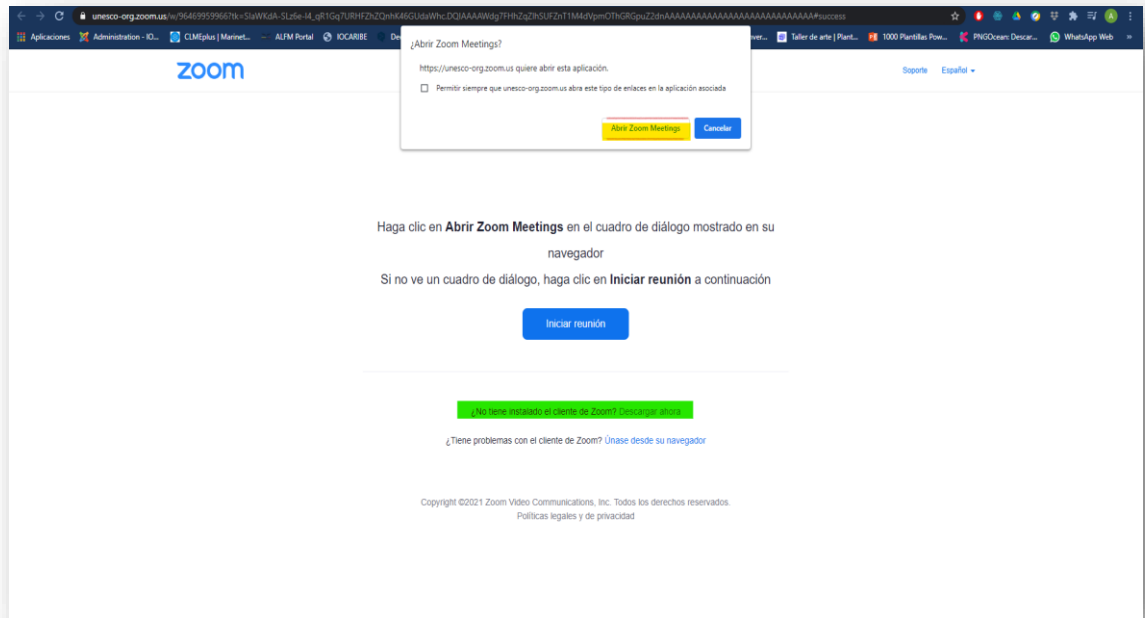 unesco-org.zoom.us/w/96469959966?tk=
Aplicaciones Administration - IO... CLMEplus | Marinet... ALFM Portal IOCARIBE Taller de arte | Plant... 1000 Plantillas Pow... PNGOcean: Descar... WhatsApp Web »
¿Abrir Zoom Meetings?
https://unesco-org.zoom.us quiere abrir esta aplicación.
Permitir siempre que unesco-org.zoom.us abra este tipo de enlaces en la aplicación asociada
Abrir Zoom Meetings Cancelar
zoom Soporte Español
Haga clic en Abrir Zoom Meetings en el cuadro de diálogo mostrado en su
navegador
Si no ve un cuadro de diálogo, haga clic en Iniciar reunión a continuación
Iniciar reunión
¿No tiene instalado el cliente de Zoom? Descargar ahora
¿Tiene problemas con el cliente de Zoom? Únase desde su navegador
Copyright ©2021 Zoom Video Communications, Inc. Todos los derechos reservados.
Políticas legales y de privacidad